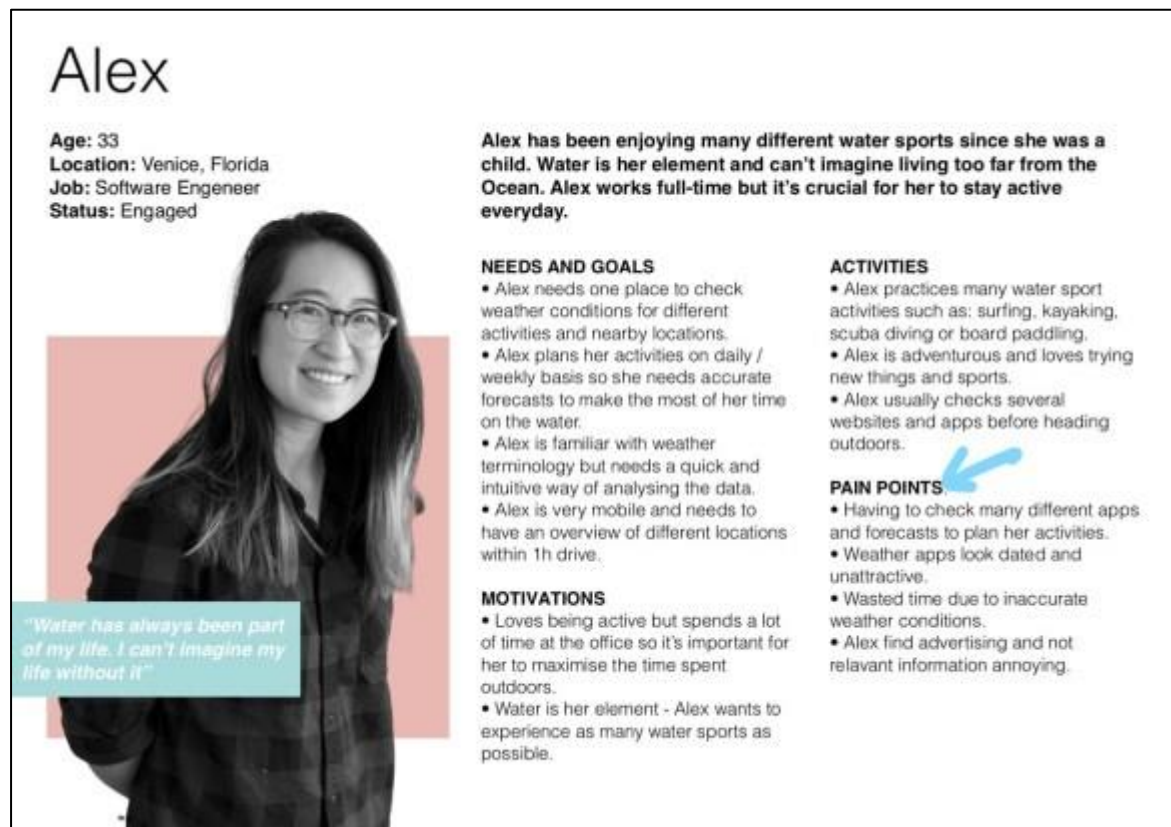 Alex
Age: 33
Location: Venice, Florida
Job: Software Engeneer
Status: Engaged
Alex has been enjoying many different water sports since she was a
child. Water is her element and can't imagine living too far from the
Ocean. Alex works full-time but it's crucial for her to stay active
everyday.
NEEDS AND GOALS
• Alex needs one place to check
weather conditions for different
activities and nearby locations.
• Alex plans her activities on daily /
weekly basis so she needs accurate
forecasts to make the most of her time
on the water.
• Alex is familiar with weather
terminology but needs a quick and
intuitive way of analysing the data.
• Alex is very mobile and needs to
have an overview of different locations
within 1h drive.
MOTIVATIONS
• Loves being active but spends a lot
of time at the office so it's important for
her to maximise the time spent
outdoors.
• Water is her element - Alex wants to
experience as many water sports as
possible.
ACTIVITIES
• Alex practices many water sport
activities such as: surfing, kayaking,
scuba diving or board paddling.
• Alex is adventurous and loves trying
new things and sports.
• Alex usually checks several
websites and apps before heading
outdoors.
PAIN POINTS
• Having to check many different apps
and forecasts to plan her activities.
• Weather apps look dated and
unattractive.
• Wasted time due to inaccurate
weather conditions.
• Alex find advertising and not
relavant information annoying.
"Water has always been part
of my life. I can't imagine my
life without it"